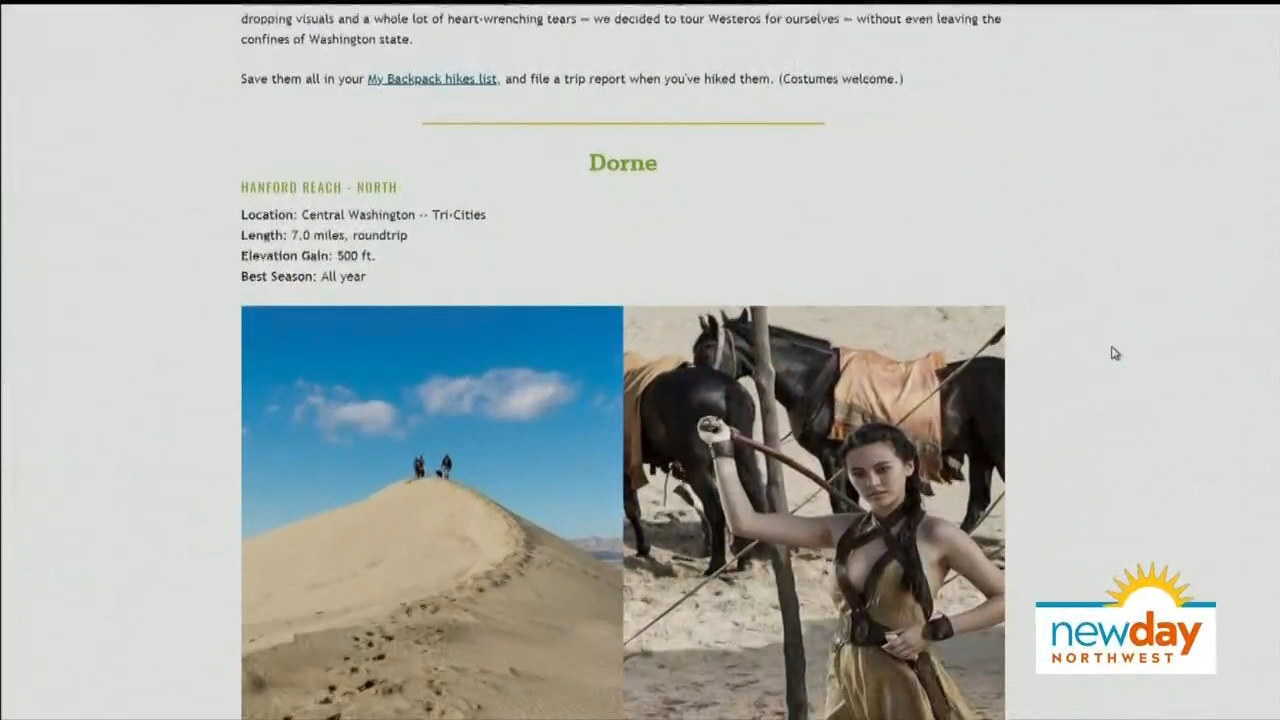 dropping visuals and a whole lot of heart-wrenching tears — we decided to tour Westeros for ourselves — without even leaving the
confines of Washington state.
Save them all in your My Backpack hikes list, and file a trip report when you've hiked them. (Costumes welcome.)
Dorne
HANFORD REACH - NORTH
Location: Central Washington -- Tri-Cities
Length: 7.0 miles, roundtrip
Elevation Gain: 500 ft.
Best Season: All year
newday
NORTHWEST